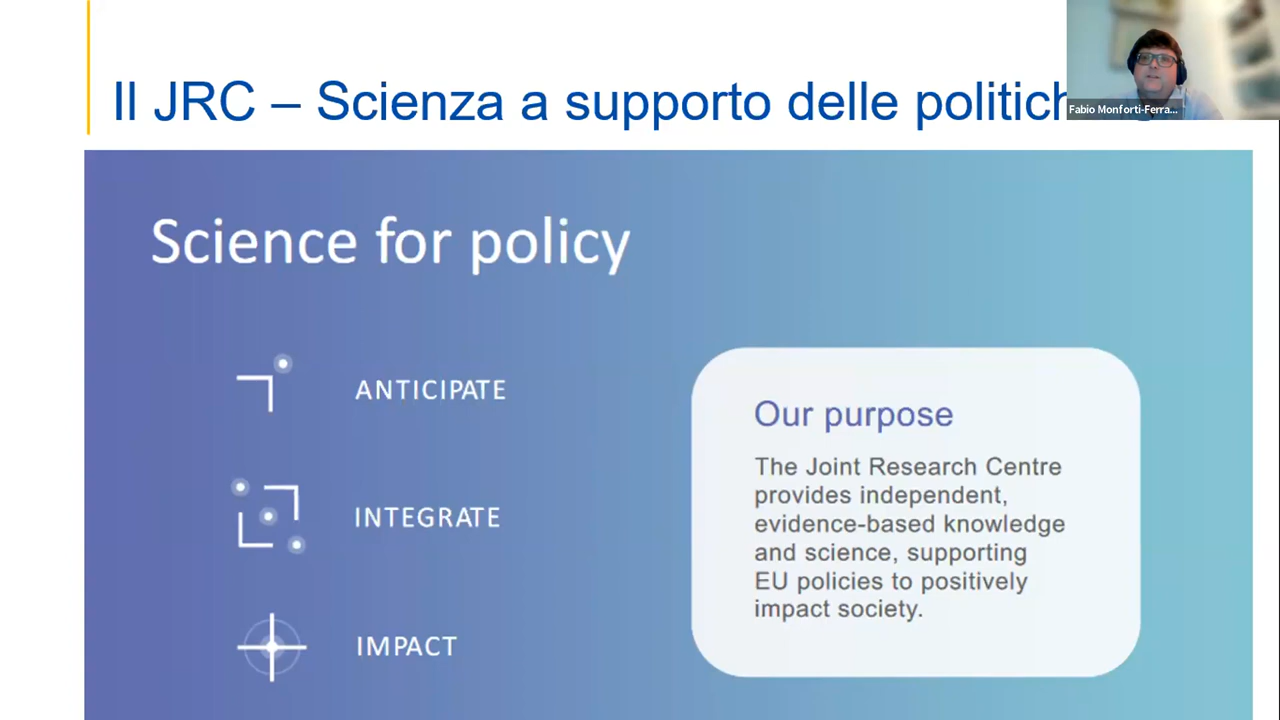 Il JRC – Scienza a supporto delle politich
Fabio Monforti-Ferra...
Science for policy
ANTICIPATE
INTEGRATE
IMPACT
Our purpose
The Joint Research Centre
provides independent,
evidence-based knowledge
and science, supporting
EU policies to positively
impact society.